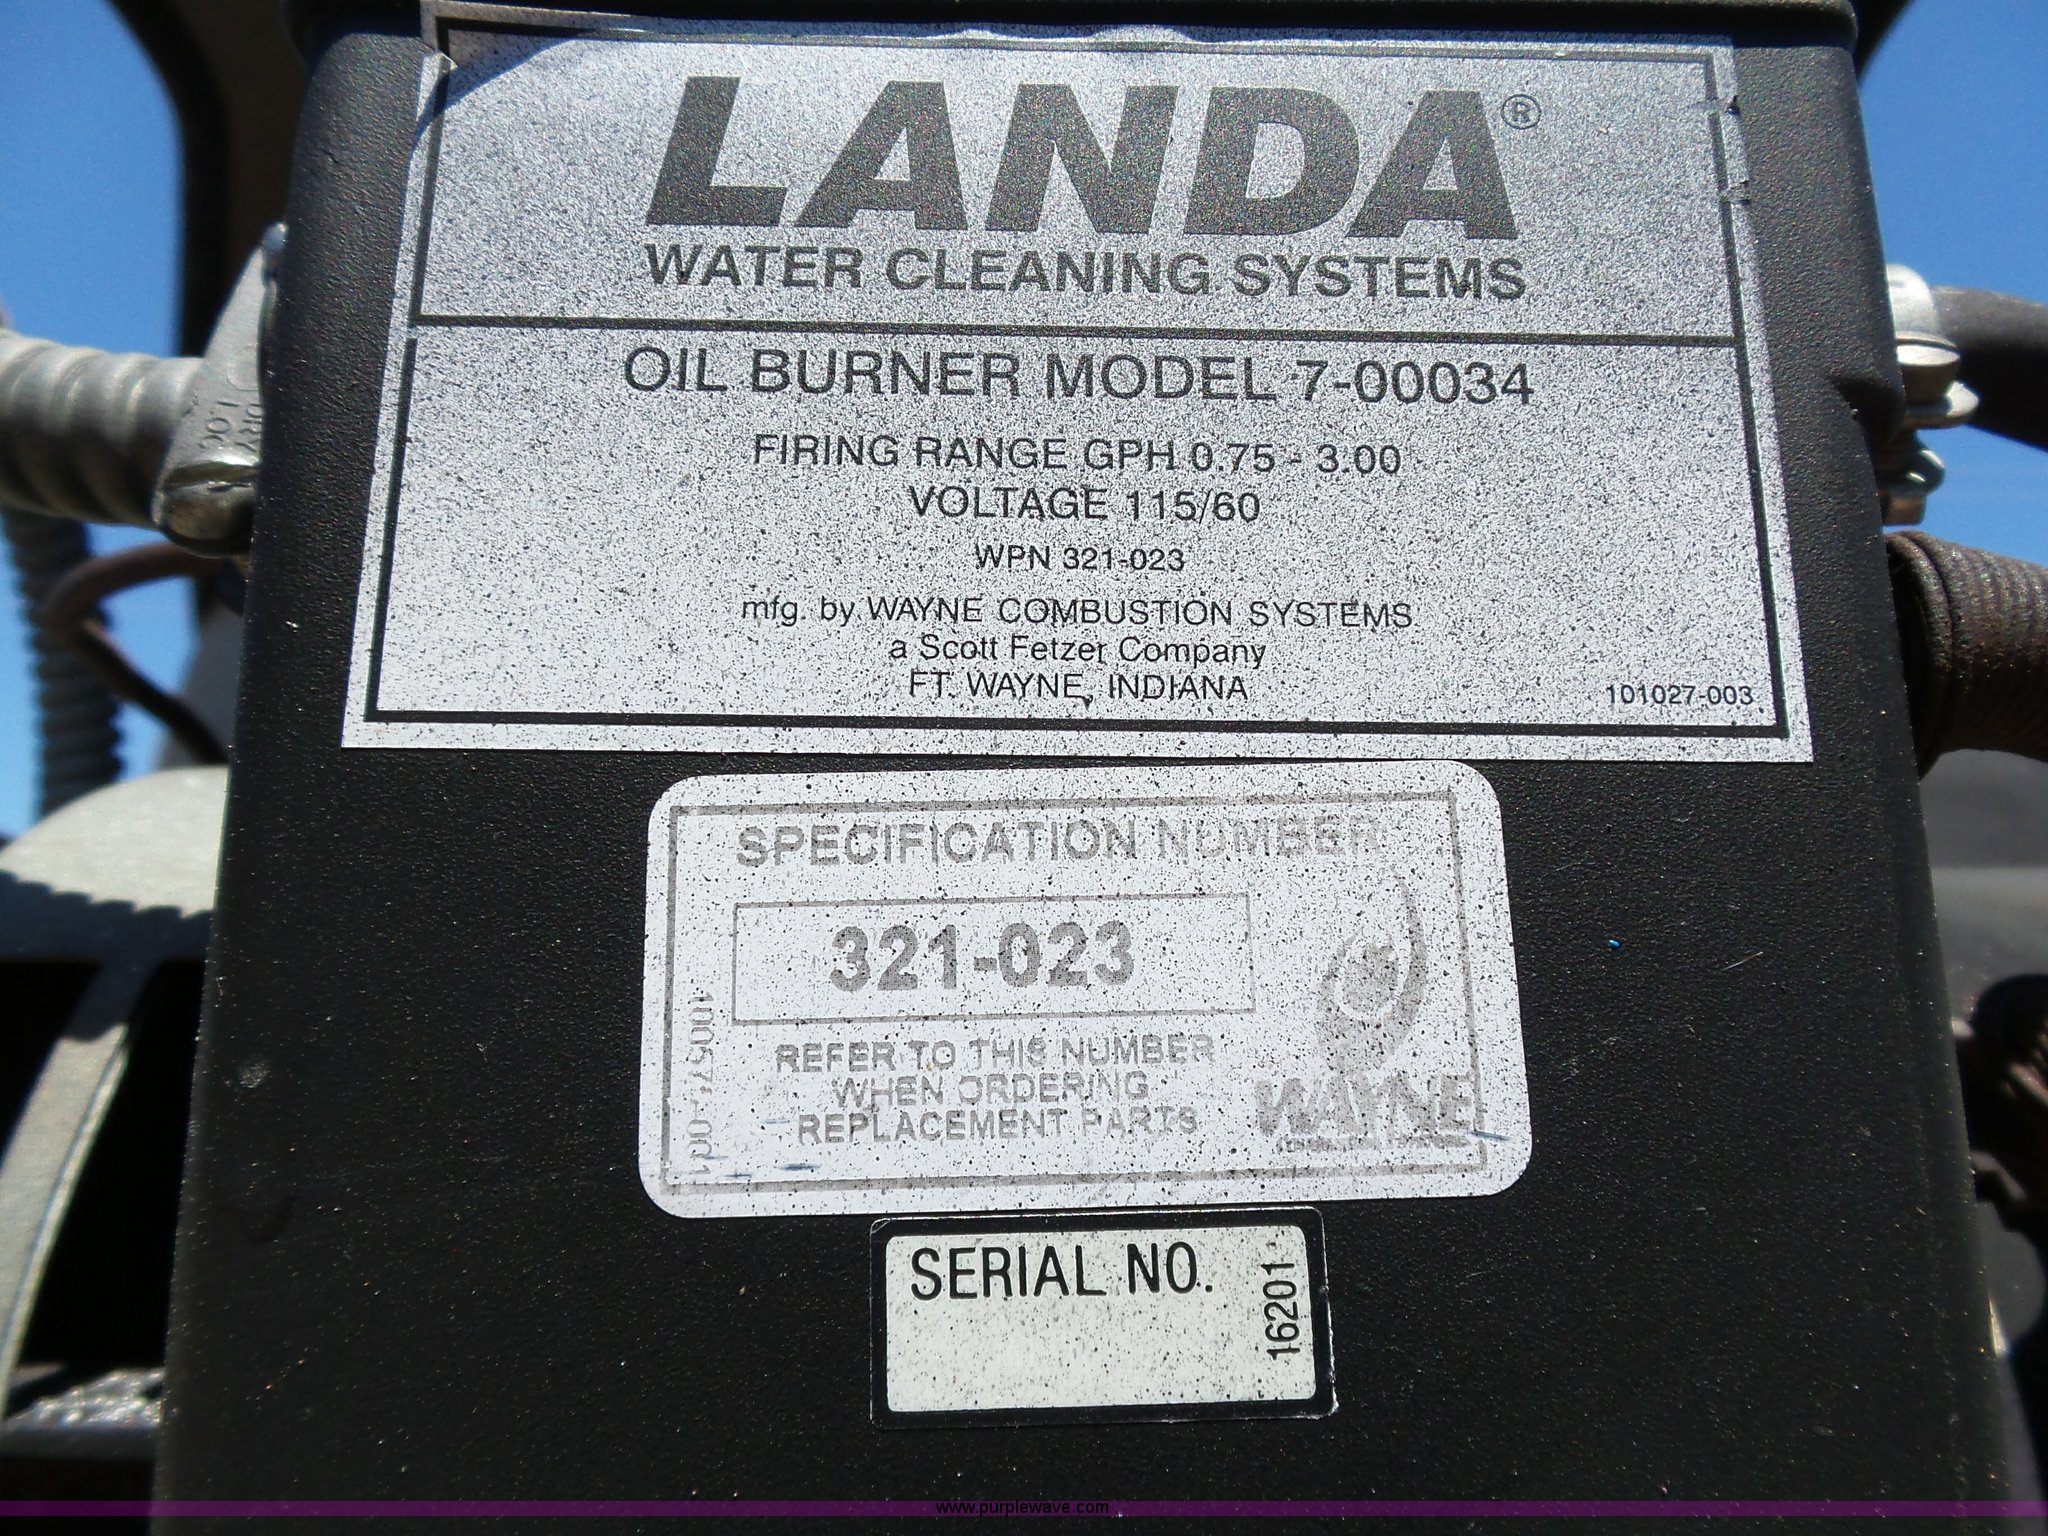 LANDA®
WATER CLEANING SYSTEMS
OIL BURNER MODEL 7-00034
FIRING RANGE GPH 0.75 - 3.00
VOLTAGE 115/60
WPN 321-023
mfg. by WAYNE COMBUSTION SYSTEMS
a Scott Fetzer Company
FT. WAYNE, INDIANA
101027-003
SPECIFICATION NUMBER
321-023
REFER TO THIS NUMBER
WHEN ORDERING
REPLACEMENT PARTS
WAYNE
SERIAL NO.
16201
www.purplewave.com